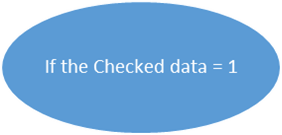 If the Checked data = 1